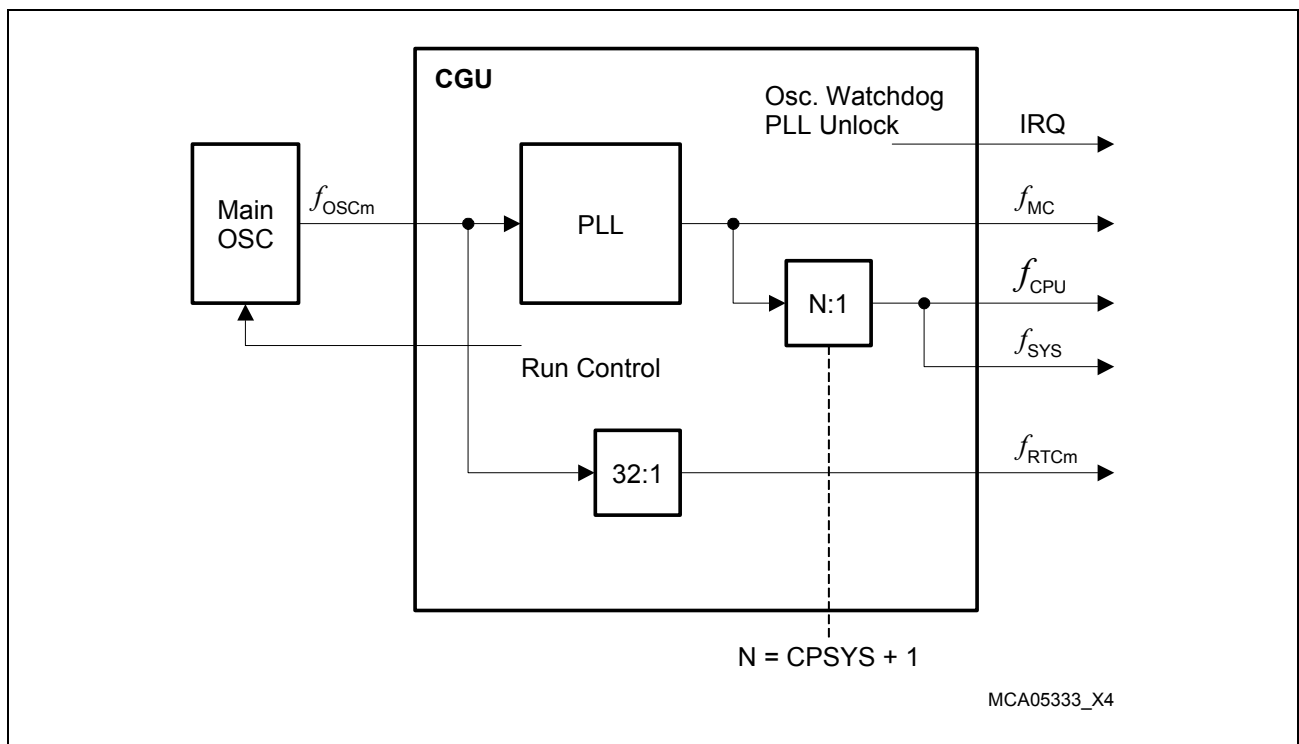 CGU
Osc. Watchdog
PLL Unlock
IRQ
Main
OSC
fOSCm
PLL
fMC
N:1
fCPU
fSYS
Run Control
32:1
fRTCm
N = CPSYS + 1
MCA05333_X4